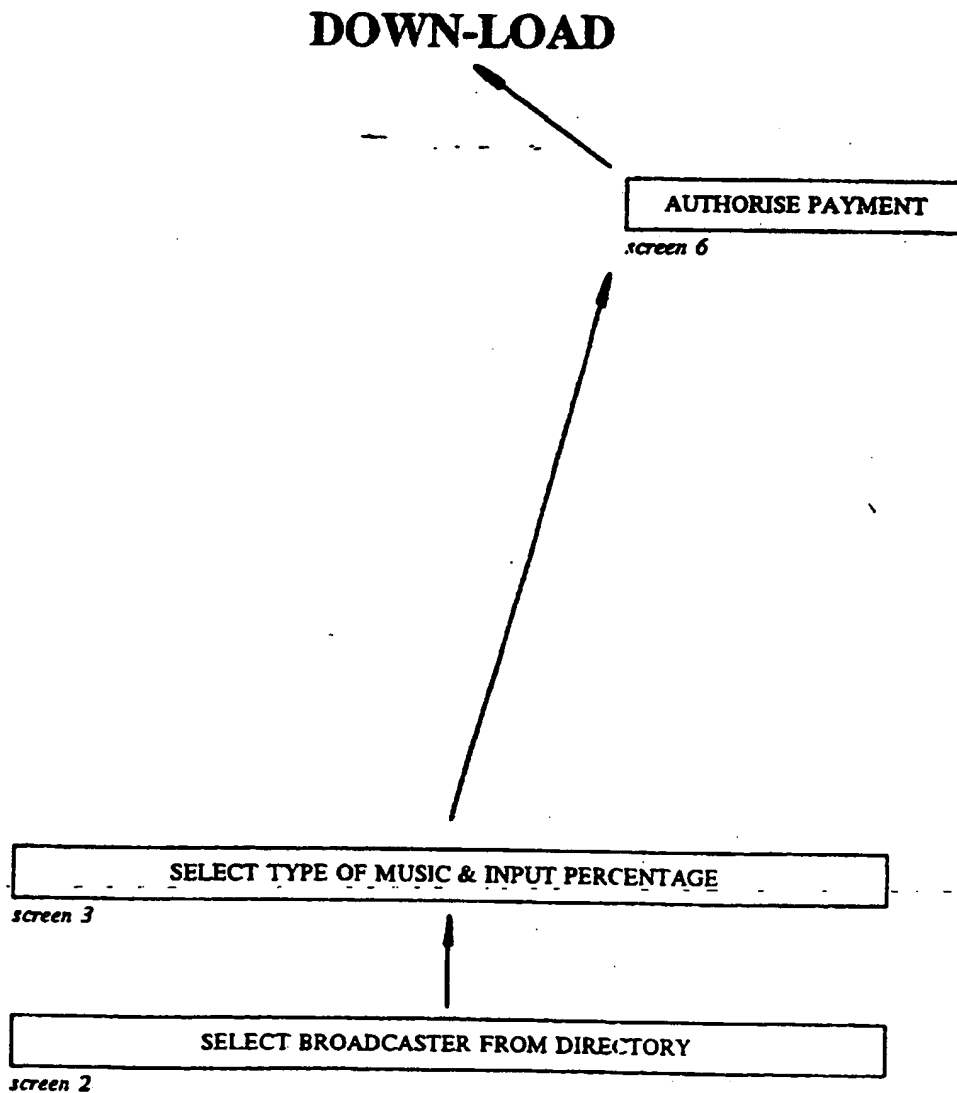 DOWN-LOAD
AUTHORISE PAYMENT
screen 6
SELECT TYPE OF MUSIC & INPUT PERCENTAGE
screen 3
SELECT BROADCASTER FROM DIRECTORY
screen 2